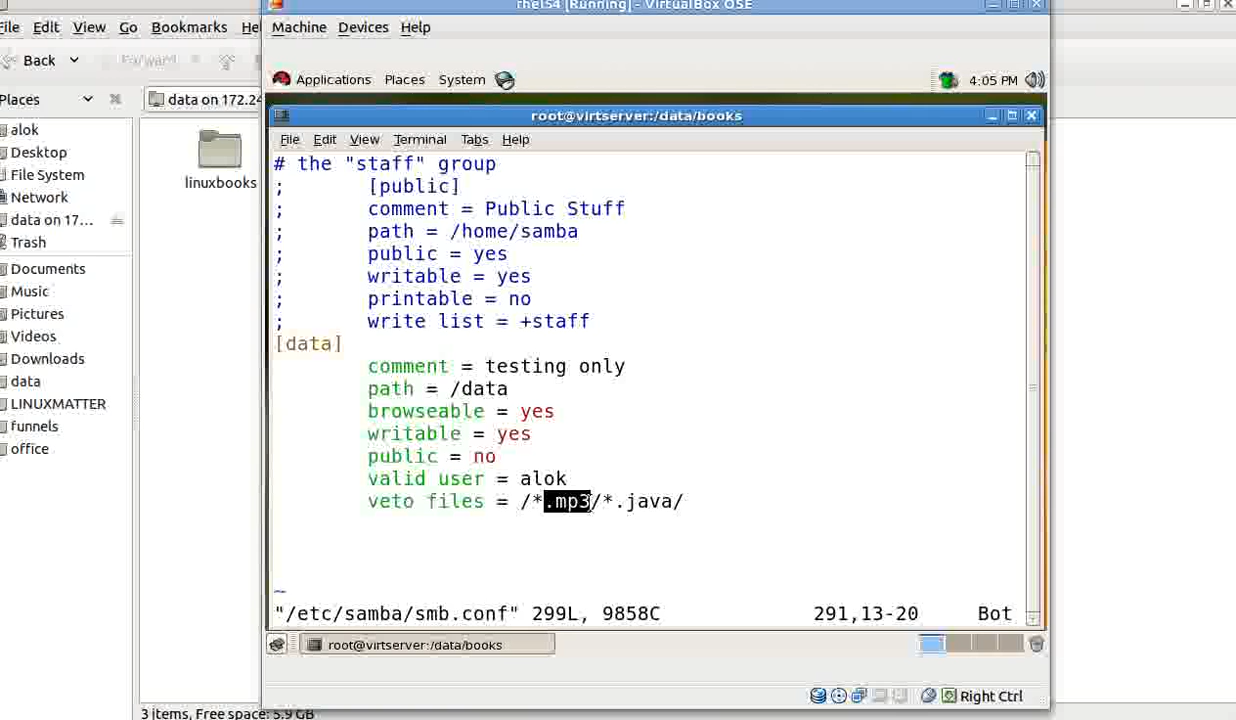 rhel54 [Running] - VirtualBox OSE
File Edit View Go Bookmarks He
Machine Devices Help
Back Forward
Applications Places System 4:05 PM
Places
data on 172.24
root@virtserver:/data/books
File Edit View Terminal Tabs Help
alok
Desktop
File System
Network
data on 17...
Trash
Documents
Music
Pictures
Videos
Downloads
data
LINUXMATTER
funnels
office
linuxbooks
# the "staff" group
; [public]
; comment = Public Stuff
; path = /home/samba
; public = yes
; writable = yes
; printable = no
; write list = +staff
[data]
comment = testing only
path = /data
browseable = yes
writable = yes
public = no
valid user = alok
veto files = /*.mp3/*.java/
~
"/etc/samba/smb.conf" 299L, 9858C 291,13-20 Bot
root@virtserver:/data/books
Right Ctrl
3 items, Free space: 5.9 GB